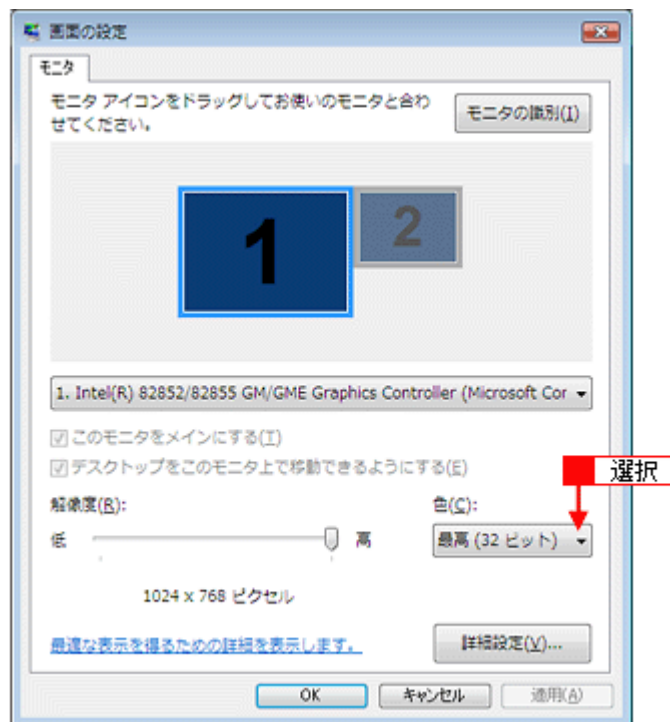 画面の設定
モニタ
モニタ アイコンをドラッグしてお使いのモニタと合わ
せてください。
モニタの識別(I)
1
2
1. Intel(R) 82852/82855 GM/GME Graphics Controller (Microsoft Cor
このモニタをメインにする(I)
デスクトップをこのモニタ上で移動できるようにする(E)
選択
解像度(R):
色(C):
低
高
最高 (32 ビット)
1024 x 768 ピクセル
最適な表示を得るための詳細を表示します。
詳細設定(V)...
OK
キャンセル
適用(A)